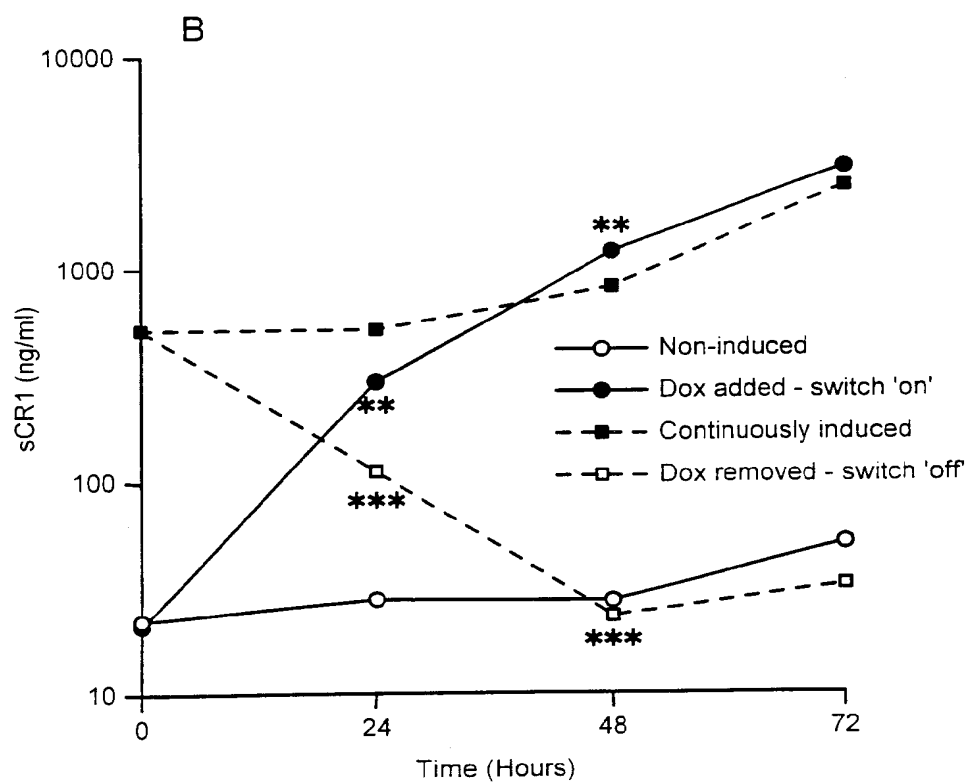 B
10000
1000
100
10
sCR1 (ng/ml)
**
**
***
***
Non-induced
Dox added - switch 'on'
Continuously induced
Dox removed - switch 'off'
0
24
48
72
Time (Hours)